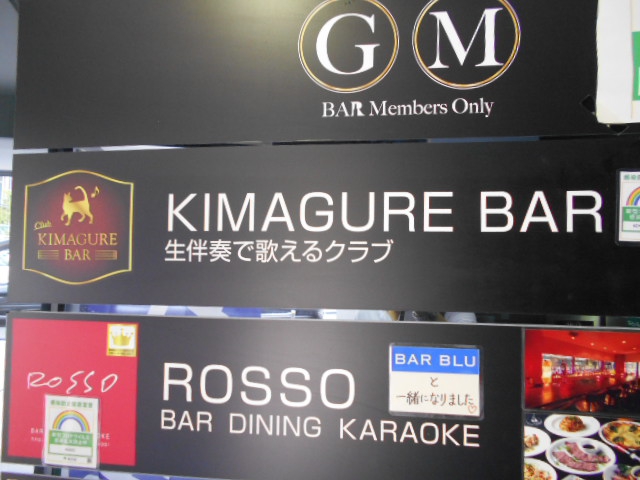 G M
BAR Members Only
Club
KIMAGURE
BAR
KIMAGURE BAR
生伴奏で歌えるクラブ
ROSSO
BAR
ROSSO
BAR DINING KARAOKE
BAR BLU
と
一緒になりました